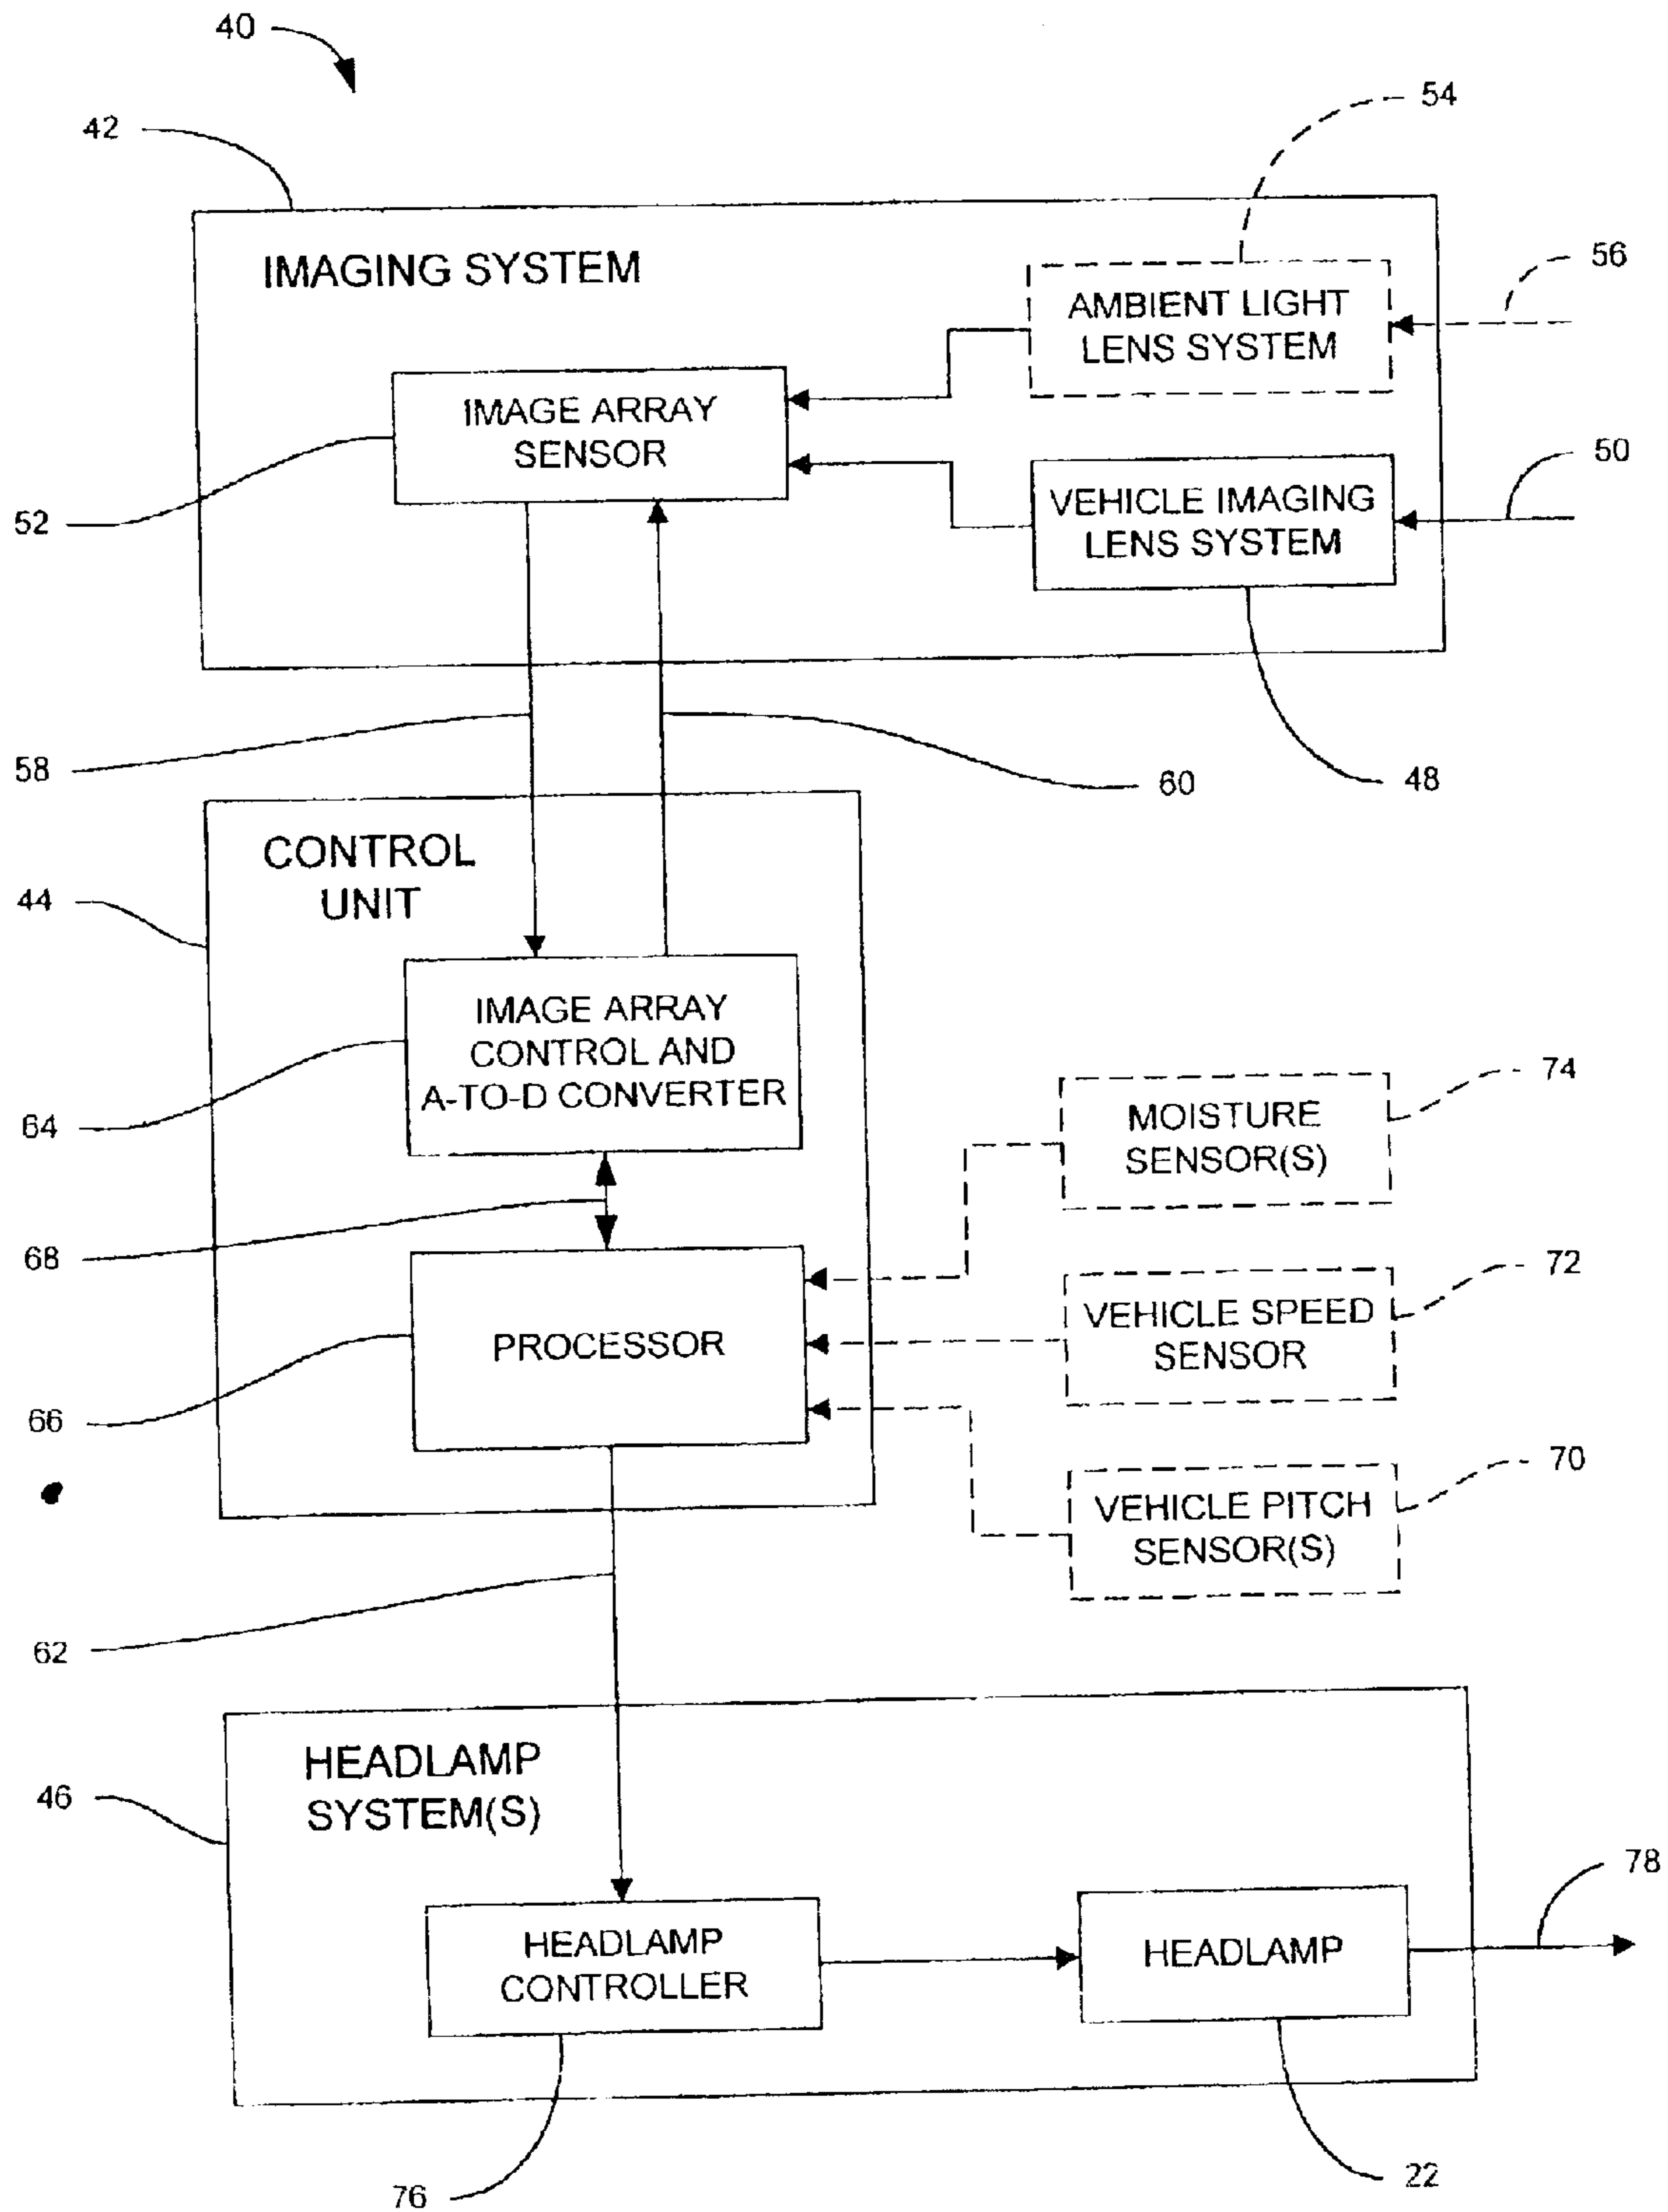 40
54
42
IMAGING SYSTEM
56
AMBIENT LIGHT
LENS SYSTEM
IMAGE ARRAY
SENSOR
50
52
VEHICLE IMAGING
LENS SYSTEM
58
60
48
CONTROL
UNIT
44
IMAGE ARRAY
CONTROL AND
A-TO-D CONVERTER
64
74
MOISTURE
SENSOR(S)
68
72
VEHICLE SPEED
SENSOR
PROCESSOR
66
70
VEHICLE PITCH
SENSOR(S)
62
HEADLAMP
SYSTEM(S)
46
78
HEADLAMP
CONTROLLER
HEADLAMP
76
22